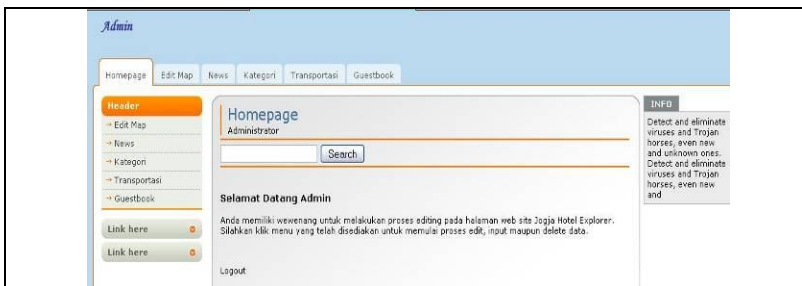 Admin
Homepage Edit Map News Kategori Transportasi Guestbook
Header
→ Edit Map
→ News
→ Kategori
→ Transportasi
→ Guestbook
Link here
Link here
Homepage
Administrator
Search
Selamat Datang Admin
Anda memiliki wewenang untuk melakukan proses editing pada halaman web site Jogja Hotel Explorer.
Silahkan klik menu yang telah disediakan untuk memulai proses edit, input maupun delete data.
Logout
INFO
Detect and eliminate
viruses and Trojan
horses, even new
and unknown ones.
Detect and eliminate
viruses and Trojan
horses, even new
and